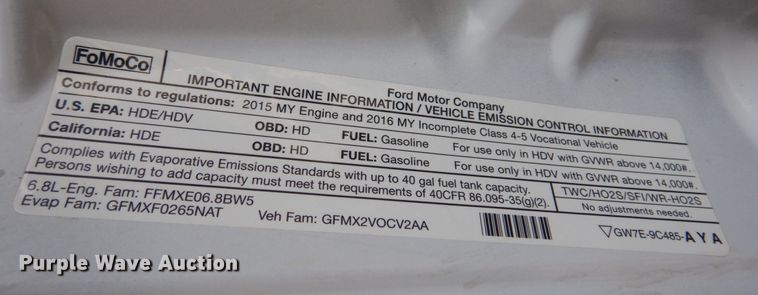 FoMoCo
Ford Motor Company
IMPORTANT ENGINE INFORMATION / VEHICLE EMISSION CONTROL INFORMATION
Conforms to regulations: 2015 MY Engine and 2016 MY Incomplete Class 4-5 Vocational Vehicle
U.S. EPA: HDE/HDV OBD: HD FUEL: Gasoline For use only in HDV with GVWR above 14,000#.
California: HDE OBD: HD FUEL: Gasoline For use only in HDV with GVWR above 14,000#.
Complies with Evaporative Emissions Standards with up to 40 gal fuel tank capacity.
Persons wishing to add capacity must meet the requirements of 40CFR 86.095-35(g)(2).
TWC/HO2S/SFI/WR-HO2S
No adjustments needed.
6.8L-Eng. Fam: FFMXE06.8BW5
Evap Fam: GFMXF0265NAT Veh Fam: GFMX2VOCV2AA
▽GW7E-9C485-AYA
Purple Wave Auction